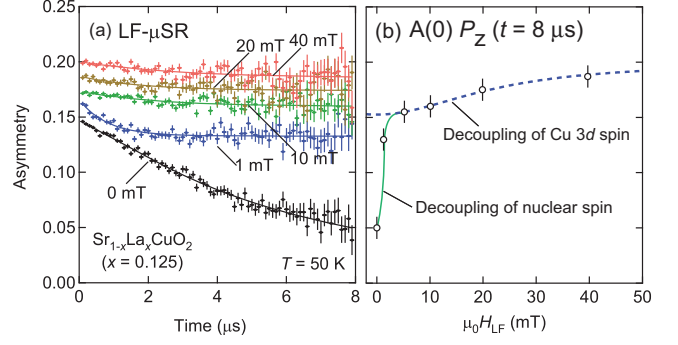 (a) LF-μSR
20 mT
40 mT
10 mT
1 mT
0 mT
Sr1-xLaxCuO2
(x = 0.125)
T = 50 K
Asymmetry
0.20
0.15
0.10
0.05
0.00
0 2 4 6 8
Time (μs)
(b) A(0) PZ (t = 8 μs)
Decoupling of Cu 3d spin
Decoupling of nuclear spin
0 10 20 30 40 50
μ0HLF (mT)